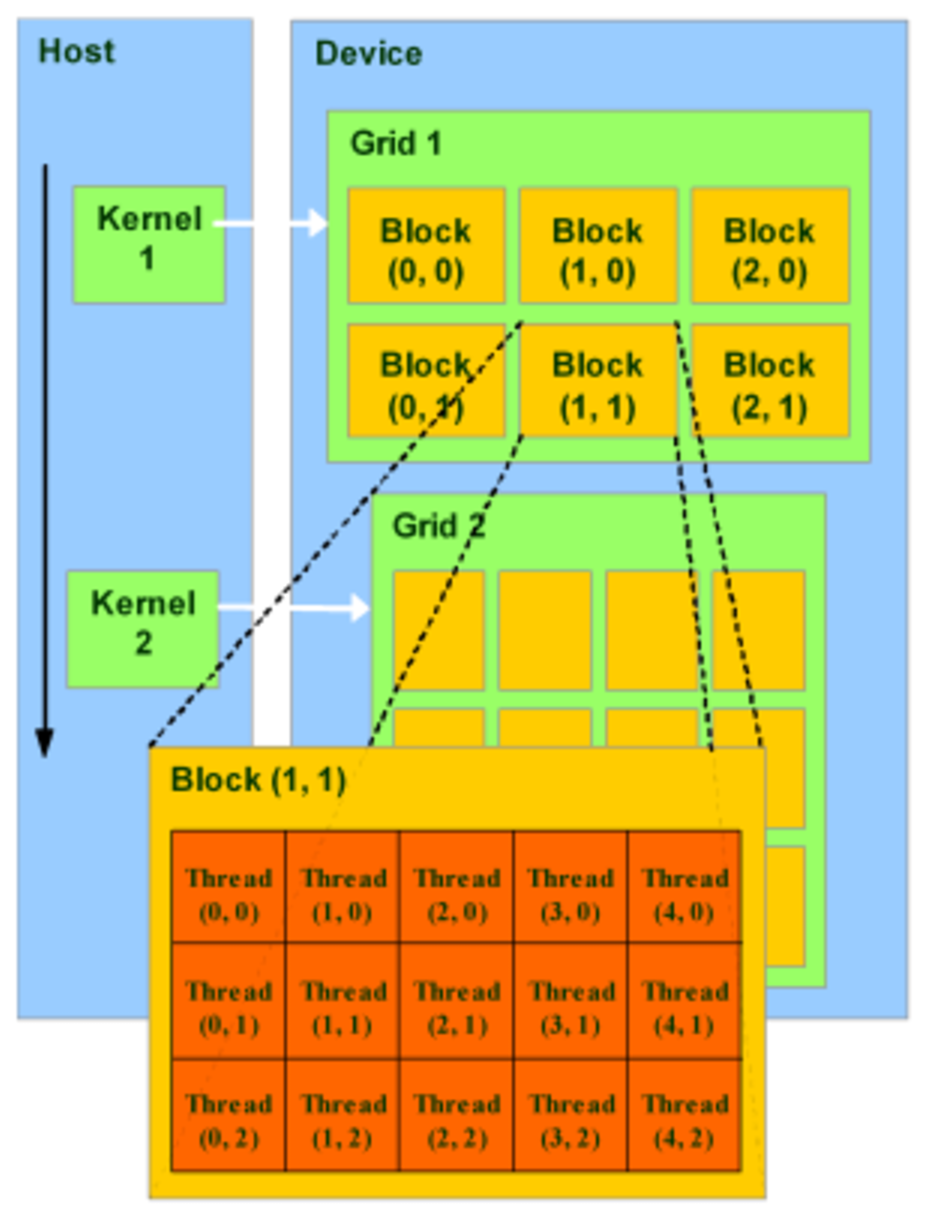 Host
Device
Grid 1
Kernel
1
Block
(0, 0)
Block
(1, 0)
Block
(2, 0)
Block
(0, 1)
Block
(1, 1)
Block
(2, 1)
Grid 2
Kernel
2
Block (1, 1)
Thread
(0, 0)
Thread
(1, 0)
Thread
(2, 0)
Thread
(3, 0)
Thread
(4, 0)
Thread
(0, 1)
Thread
(1, 1)
Thread
(2, 1)
Thread
(3, 1)
Thread
(4, 1)
Thread
(0, 2)
Thread
(1, 2)
Thread
(2, 2)
Thread
(3, 2)
Thread
(4, 2)